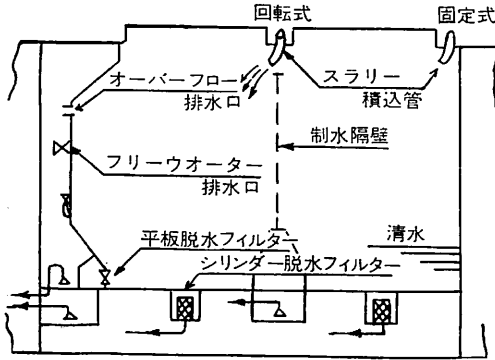 回転式
固定式
オーバーフロー
排水口
スラリー
積込管
制水隔壁
フリーウオーター
排水口
平板脱水フィルター
清水
シリンダー脱水フィルター